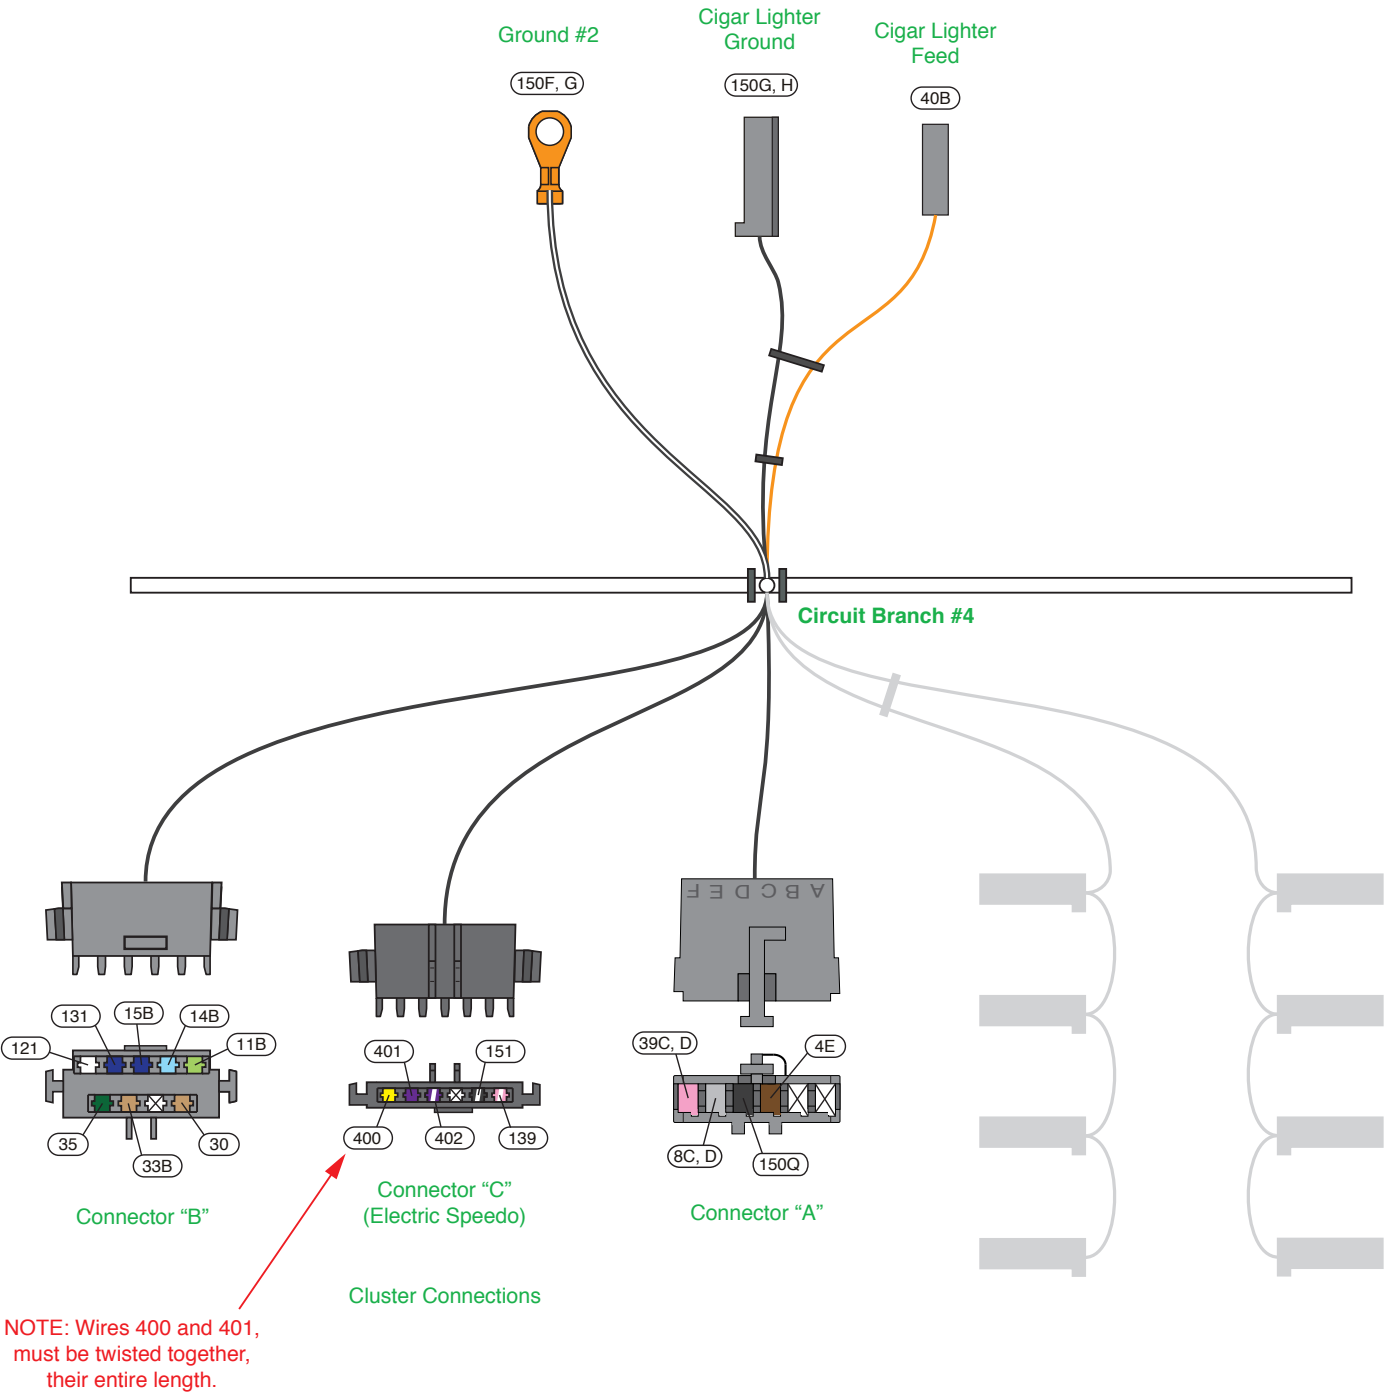 Ground #2
Cigar Lighter
Ground
Cigar Lighter
Feed
150F, G
150G, H
40B
Circuit Branch #4
A B C D E F
121
131
15B
14B
11B
35
33B
30
Connector “B”
401
151
400
402
139
Connector “C”
(Electric Speedo)
39C, D
4E
8C, D
150Q
Connector “A”
Cluster Connections
NOTE: Wires 400 and 401,
must be twisted together,
their entire length.